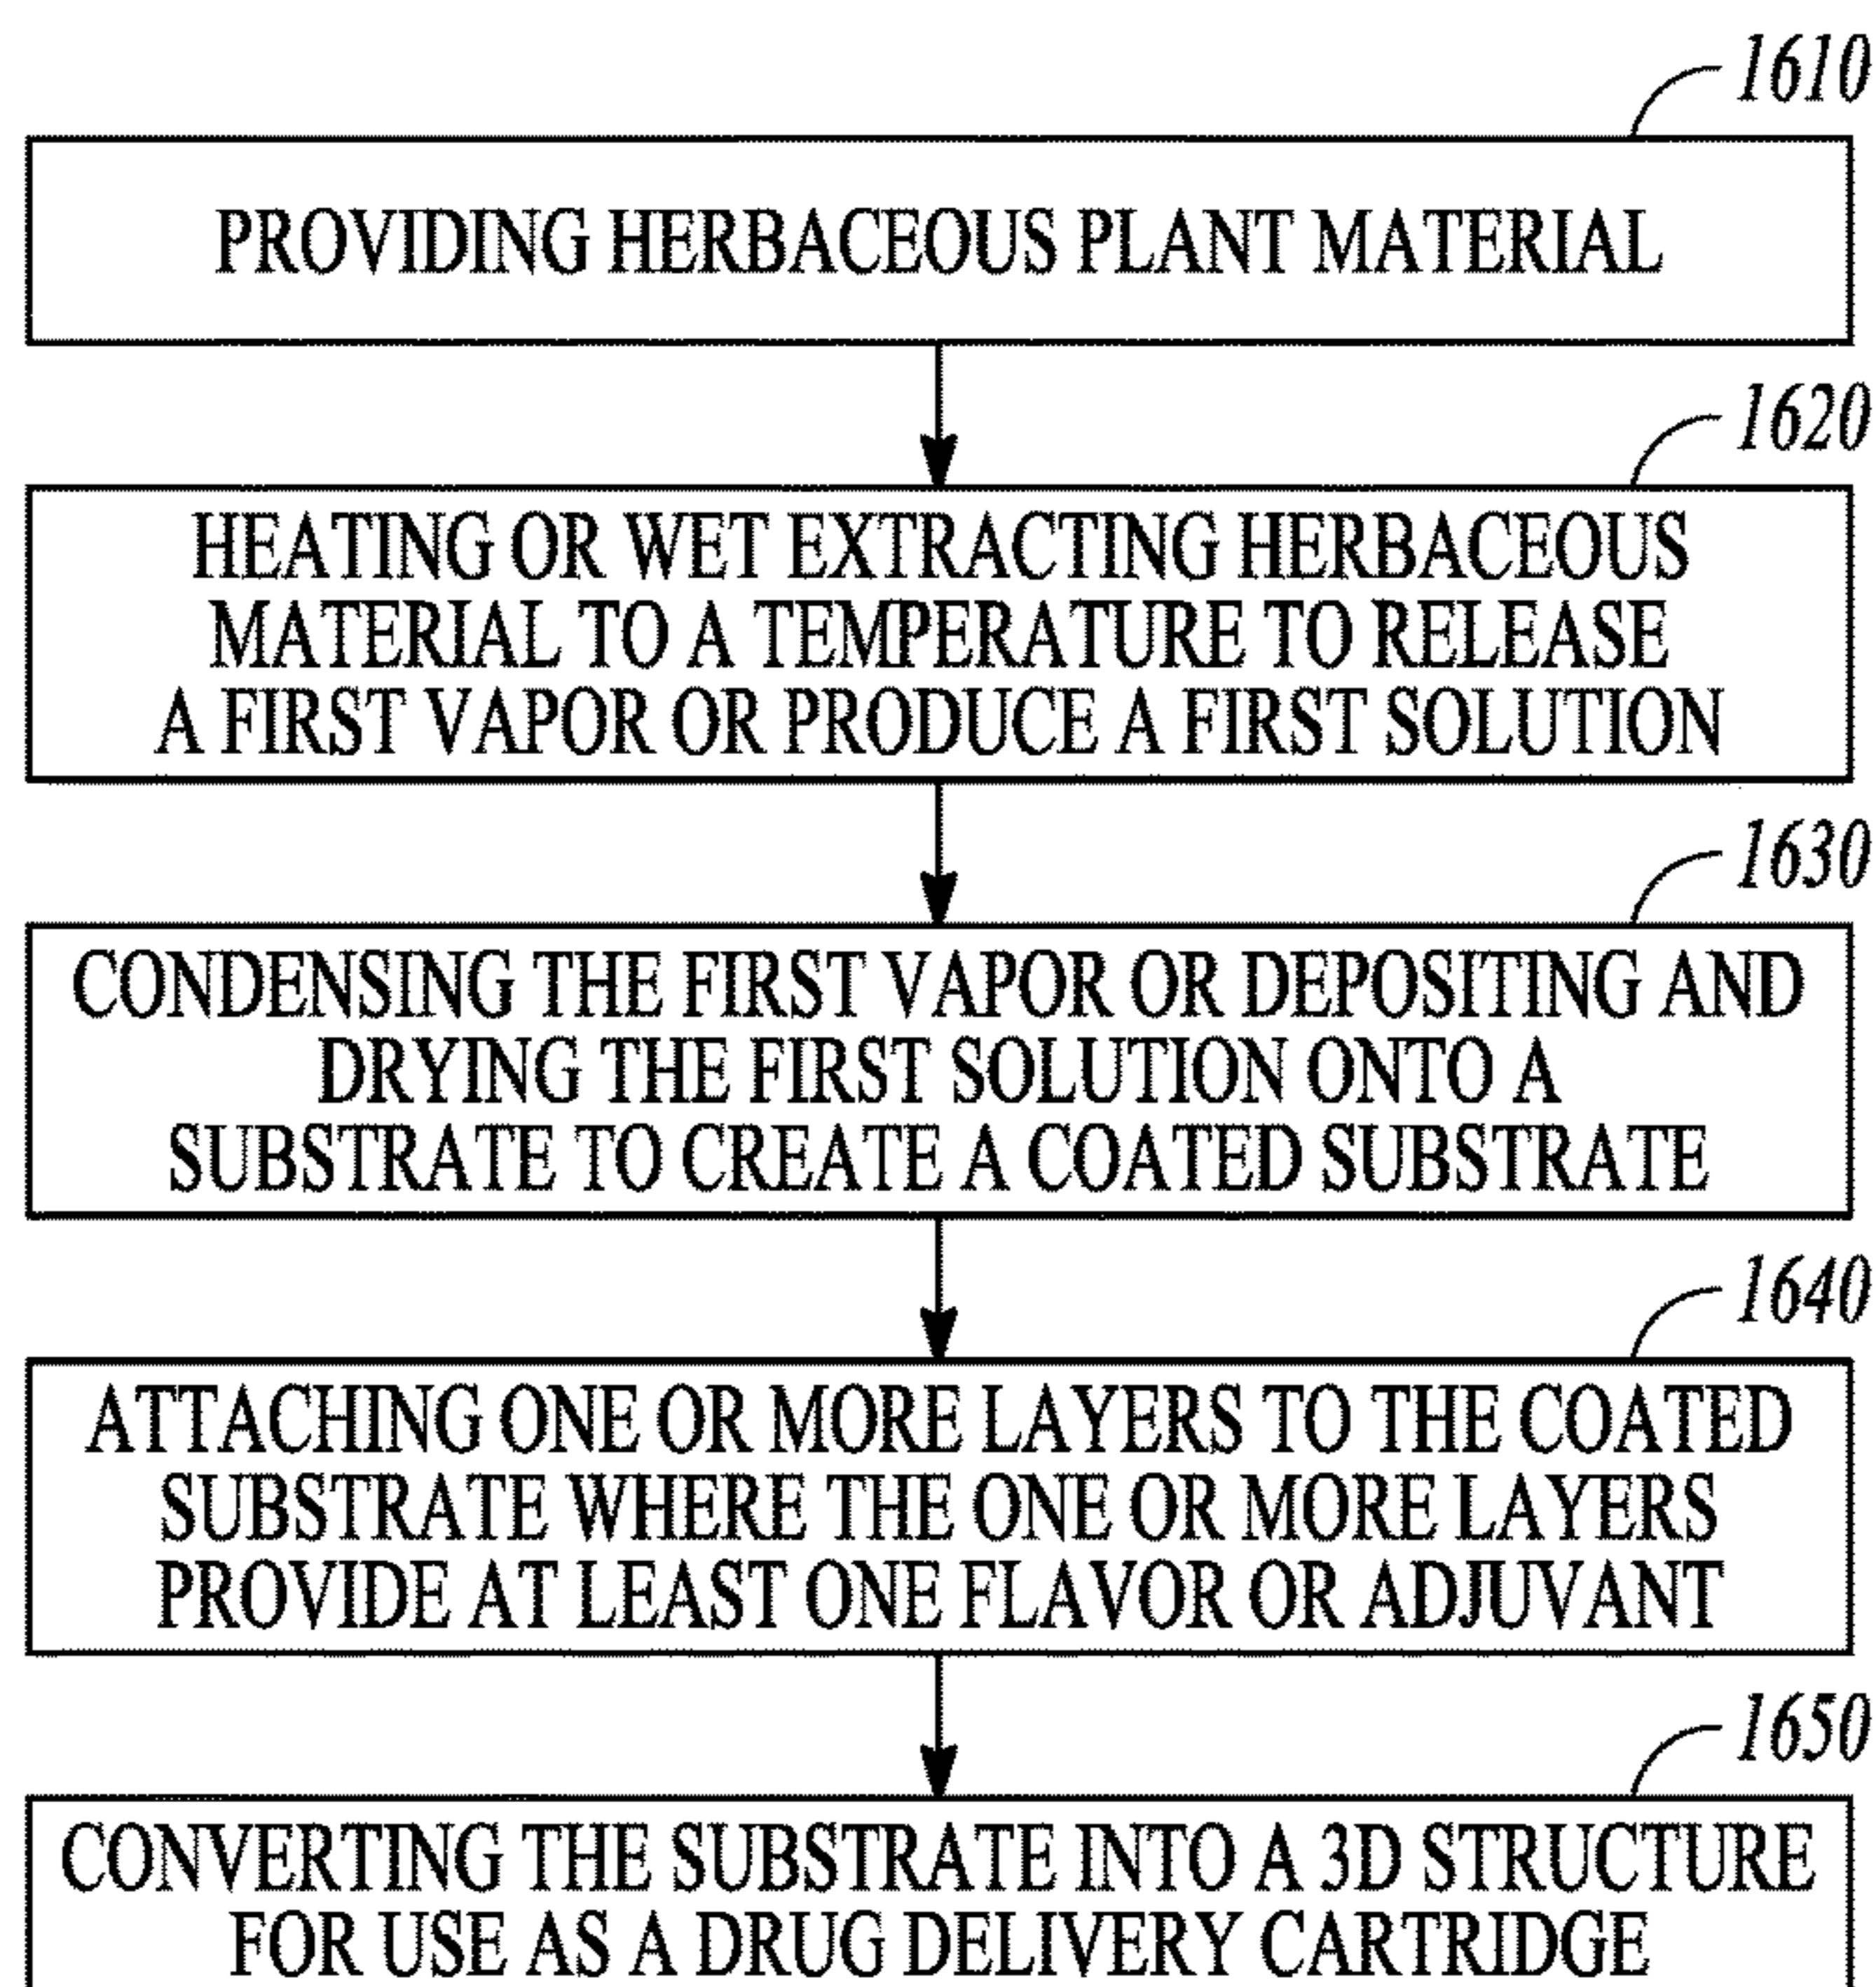 1610
PROVIDING HERBACEOUS PLANT MATERIAL
1620
HEATING OR WET EXTRACTING HERBACEOUS
MATERIAL TO A TEMPERATURE TO RELEASE
A FIRST VAPOR OR PRODUCE A FIRST SOLUTION
1630
CONDENSING THE FIRST VAPOR OR DEPOSITING AND
DRYING THE FIRST SOLUTION ONTO A
SUBSTRATE TO CREATE A COATED SUBSTRATE
1640
ATTACHING ONE OR MORE LAYERS TO THE COATED
SUBSTRATE WHERE THE ONE OR MORE LAYERS
PROVIDE AT LEAST ONE FLAVOR OR ADJUVANT
1650
CONVERTING THE SUBSTRATE INTO A 3D STRUCTURE
FOR USE AS A DRUG DELIVERY CARTRIDGE